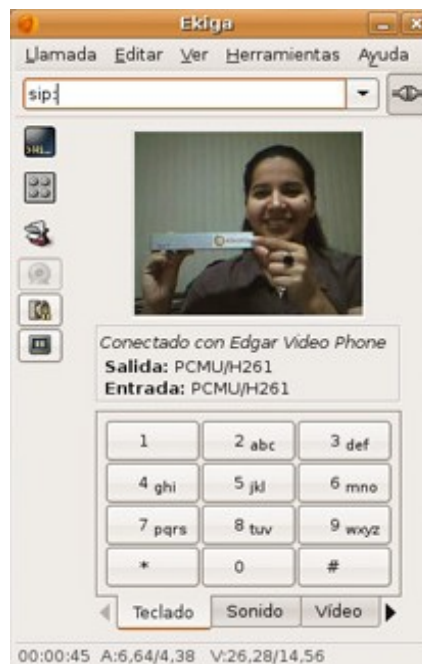 Ekiga
Llamada Editar Ver Herramientas Ayuda
sip:
Conectado con Edgar Video Phone
Salida: PCMU/H261
Entrada: PCMU/H261
1 2 abc 3 def
4 ghi 5 jkl 6 mno
7 pqrs 8 tuv 9 wxyz
* 0 #
Teclado Sonido Vídeo
00:00:45 A:6,64/4,38 V:26,28/14,56